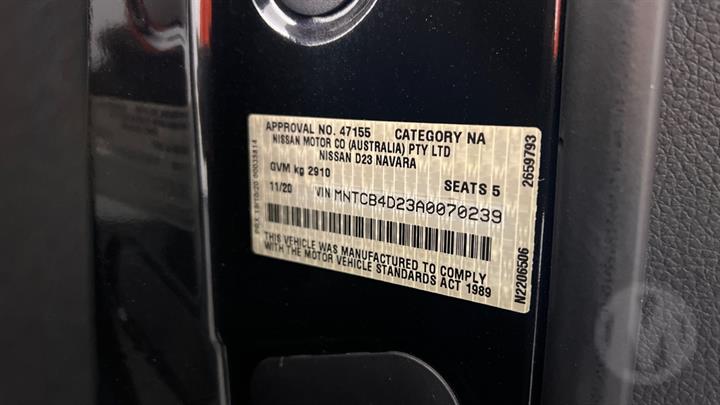 APPROVAL NO. 47155 CATEGORY NA
NISSAN MOTOR CO (AUSTRALIA) PTY LTD
NISSAN D23 NAVARA
GVM kg 2910 SEATS 5
11/20 VIN MNTCB4D23A0070239
THIS VEHICLE WAS MANUFACTURED TO COMPLY
WITH THE MOTOR VEHICLE STANDARDS ACT 1989
2659793
N2206506